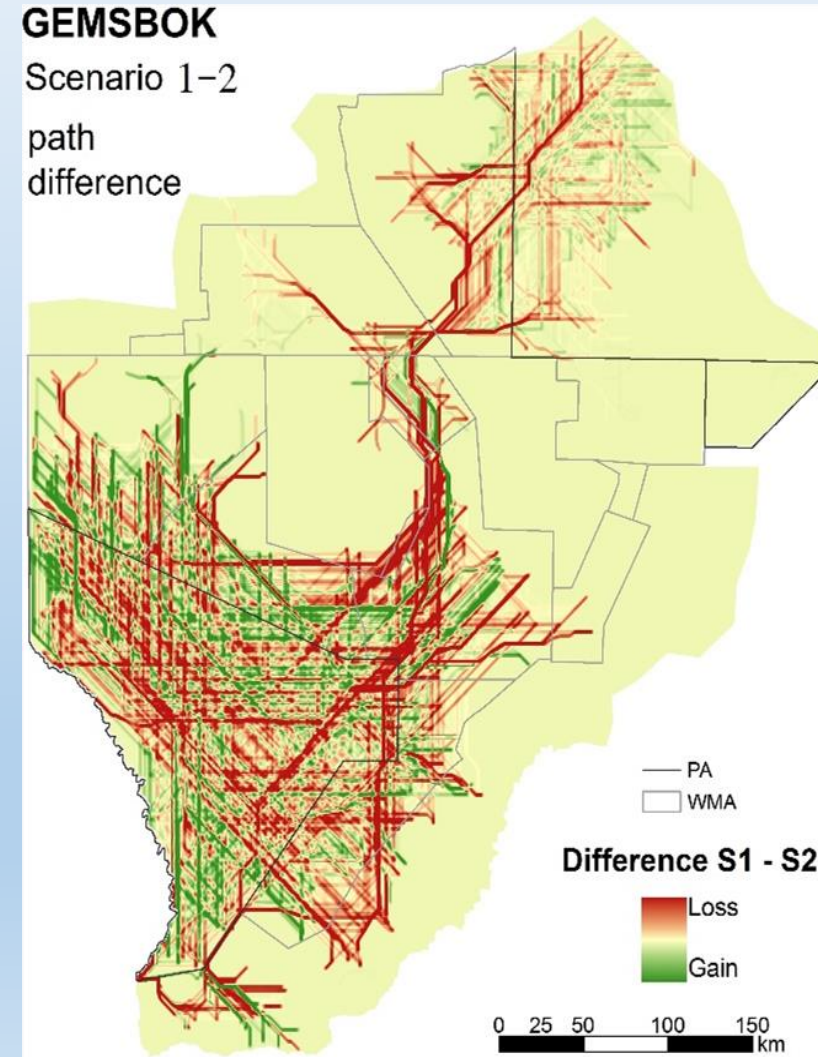 GEMSBOK
Scenario 1-2
path
difference
PA
WMA
Difference S1 - S2
Loss
Gain
0 25 50 100 150
km